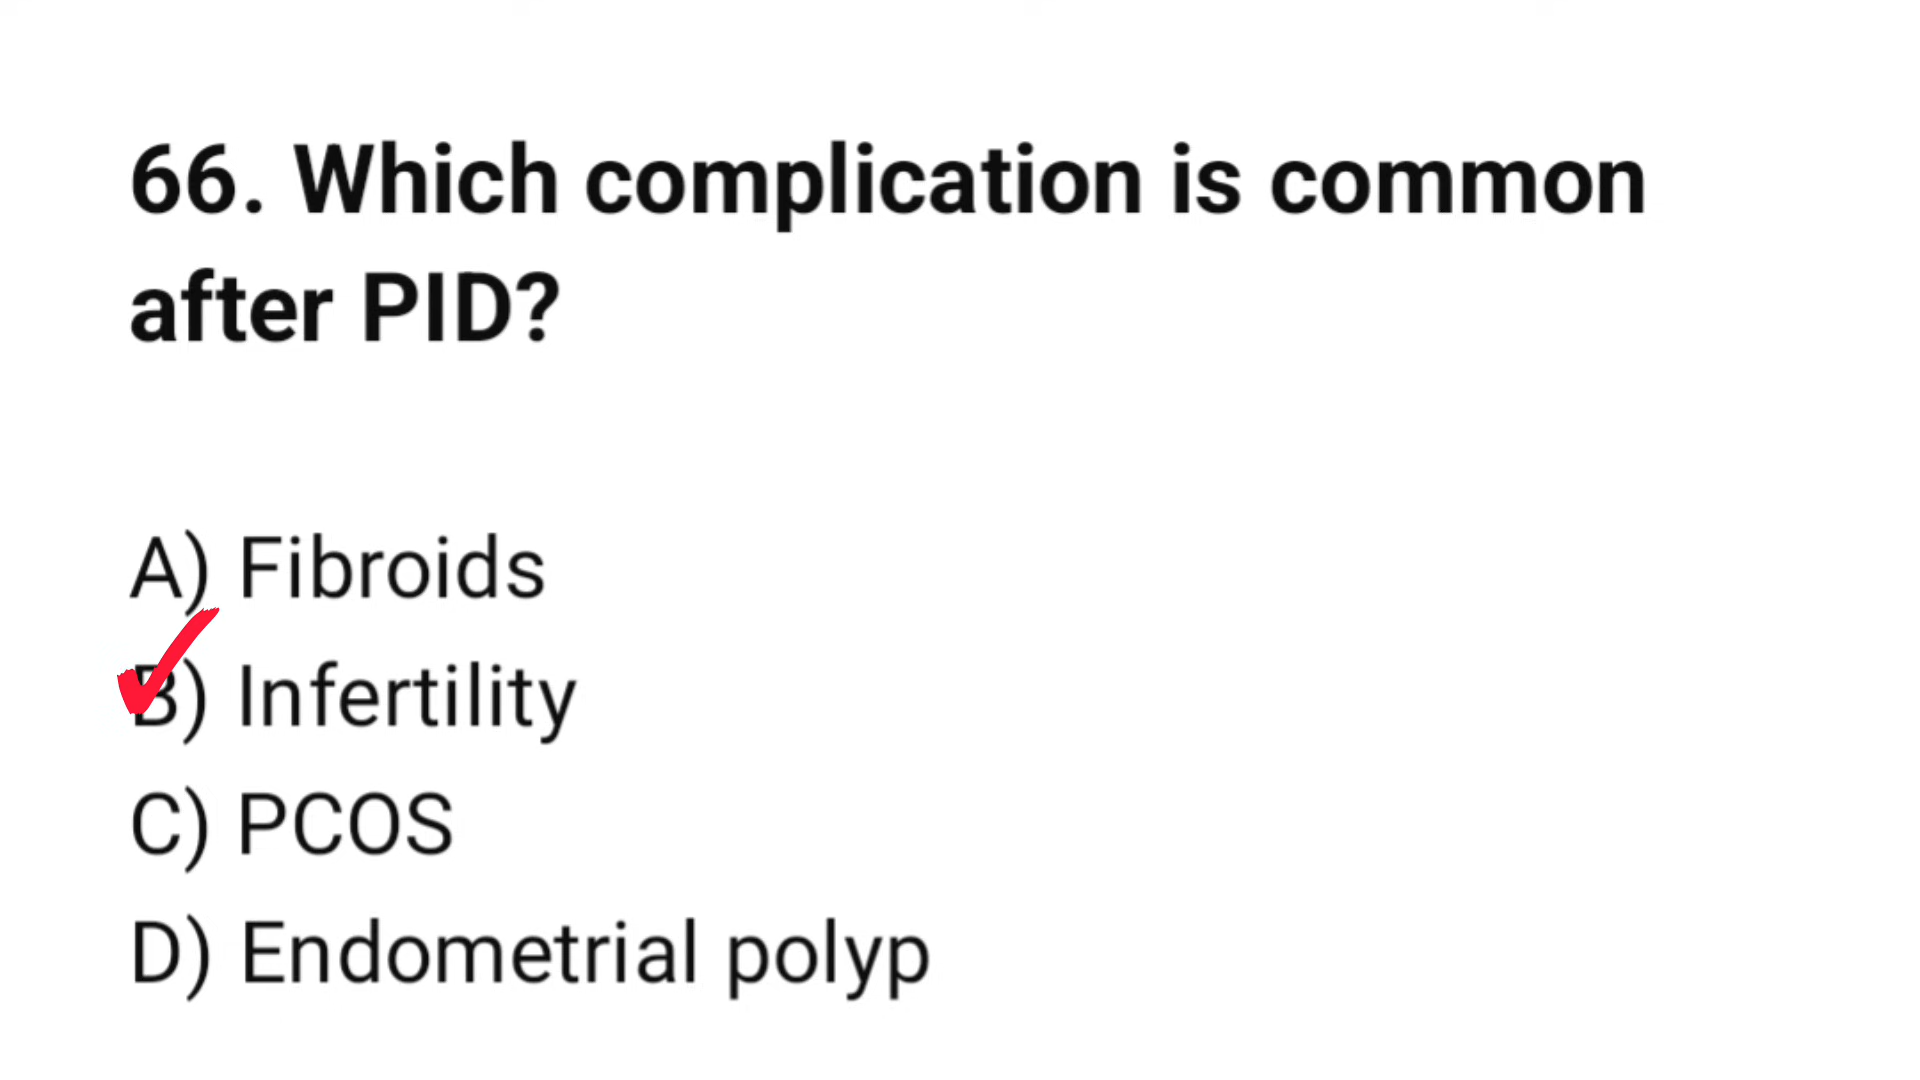 66. Which complication is common
after PID?
A) Fibroids
B) Infertility
C) PCOS
D) Endometrial polyp